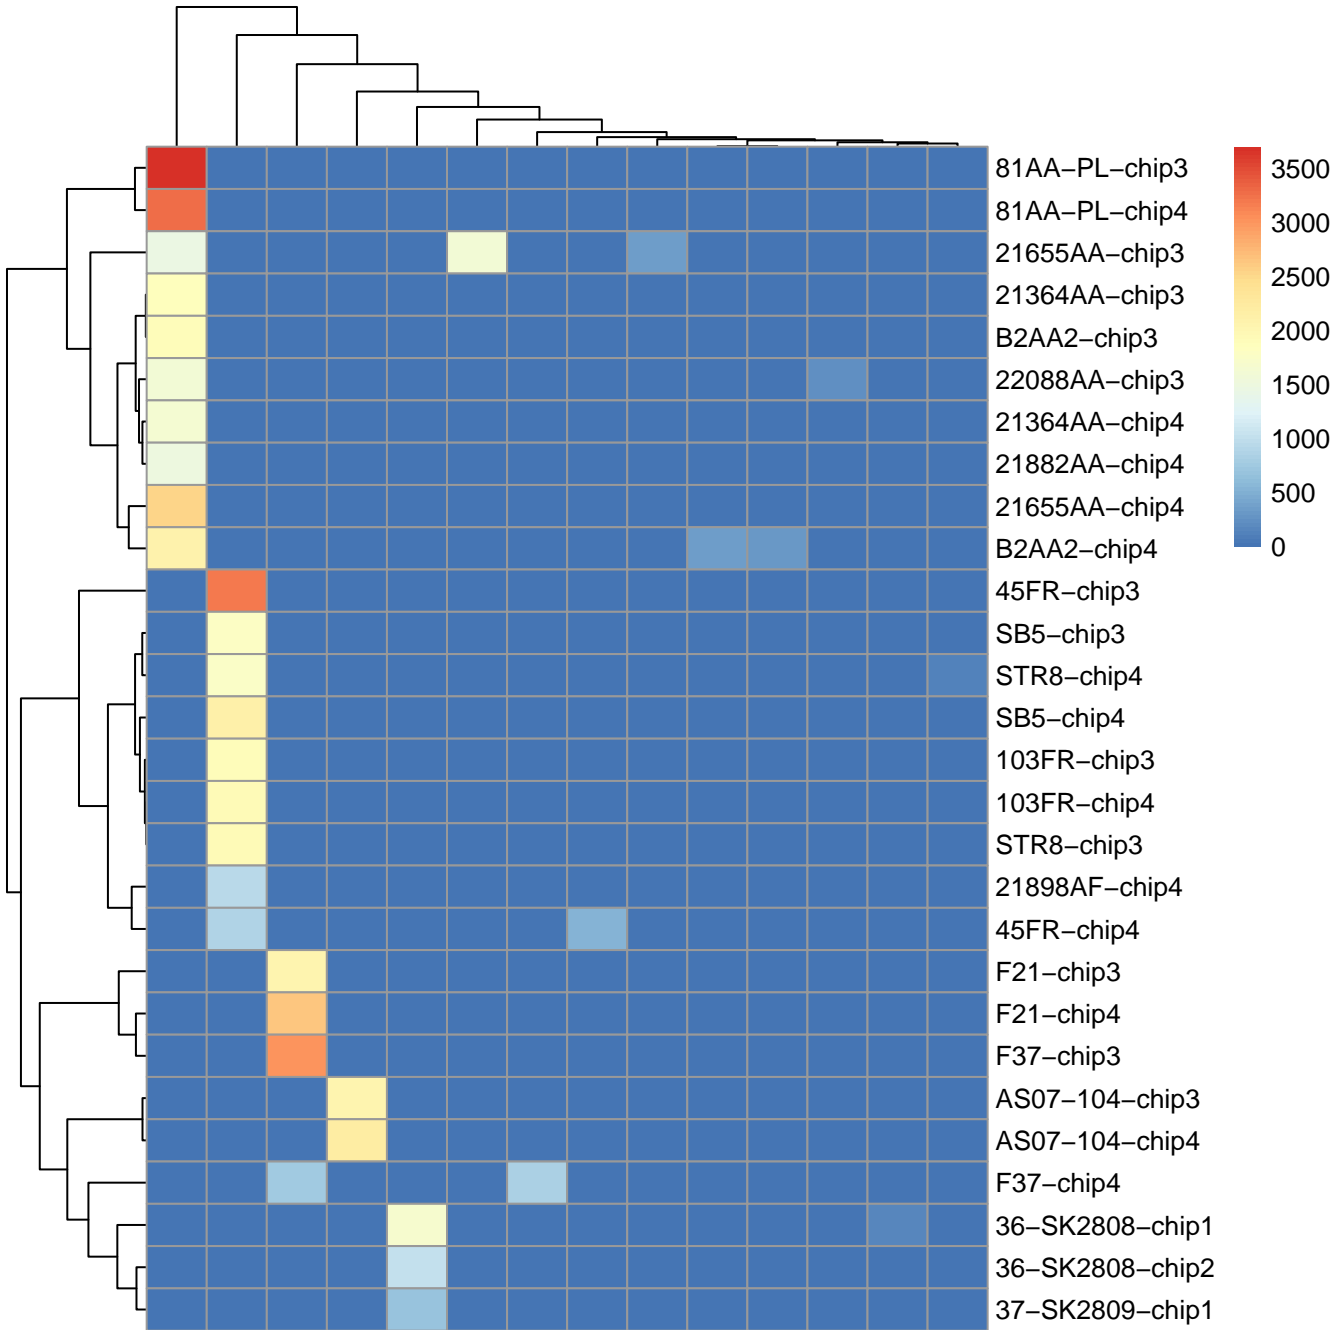 81AA−PL−chip3
81AA−PL−chip4
21655AA−chip3
21364AA−chip3
B2AA2−chip3
22088AA−chip3
21364AA−chip4
21882AA−chip4
21655AA−chip4
B2AA2−chip4
45FR−chip3
SB5−chip3
STR8−chip4
SB5−chip4
103FR−chip3
103FR−chip4
STR8−chip3
21898AF−chip4
45FR−chip4
F21−chip3
F21−chip4
F37−chip3
AS07−104−chip3
AS07−104−chip4
F37−chip4
36−SK2808−chip1
36−SK2808−chip2
37−SK2809−chip1
3500
3000
2500
2000
1500
1000
500
0